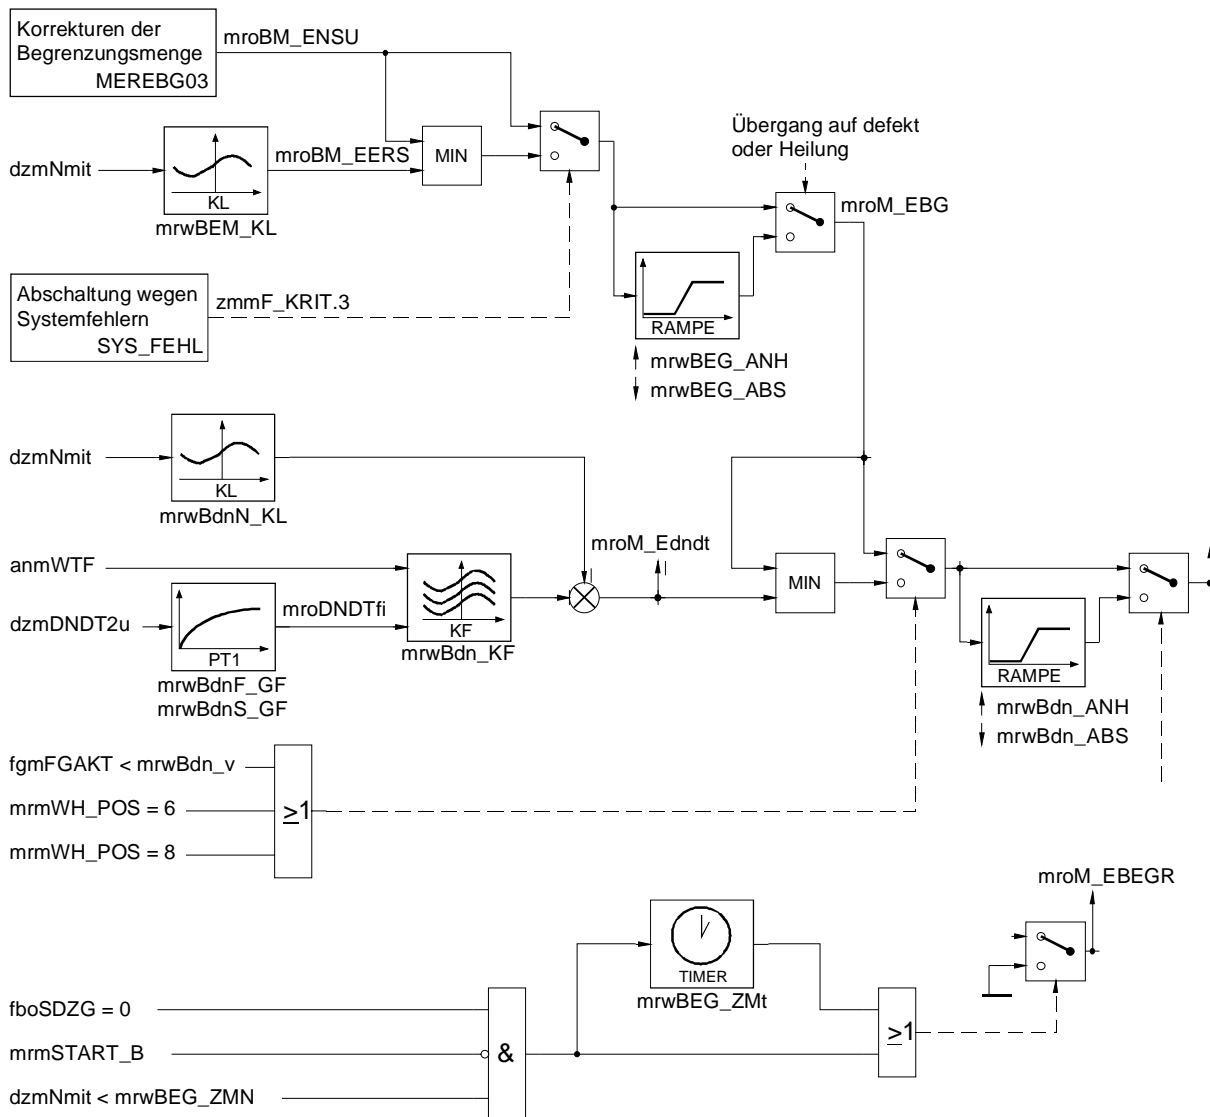 Korrekturen der
Begrenzungsmenge
MEREBG03
mroBM_ENSU
Übergang auf defekt
oder Heilung
dzmNmit
KL
mrwBEM_KL
mroBM_EERS
MIN
mroM_EBG
Abschaltung wegen
Systemfehlern
SYS_FEHL
zmmF_KRIT.3
RAMPE
mrwBEG_ANH
mrwBEG_ABS
dzmNmit
KL
mrwBdnN_KL
mroM_Edndt
anmWTF
dzmDNDT2u
PT1
mrwBdnF_GF
mrwBdnS_GF
mroDNDTfi
KF
mrwBdn_KF
MIN
RAMPE
mrwBdn_ANH
mrwBdn_ABS
fgmFGAKT < mrwBdn_v
mrmWH_POS = 6
mrmWH_POS = 8
≥1
mroM_EBEGR
TIMER
mrwBEG_ZMt
fboSDZG = 0
mrmSTART_B
dzmNmit < mrwBEG_ZMN
&
≥1